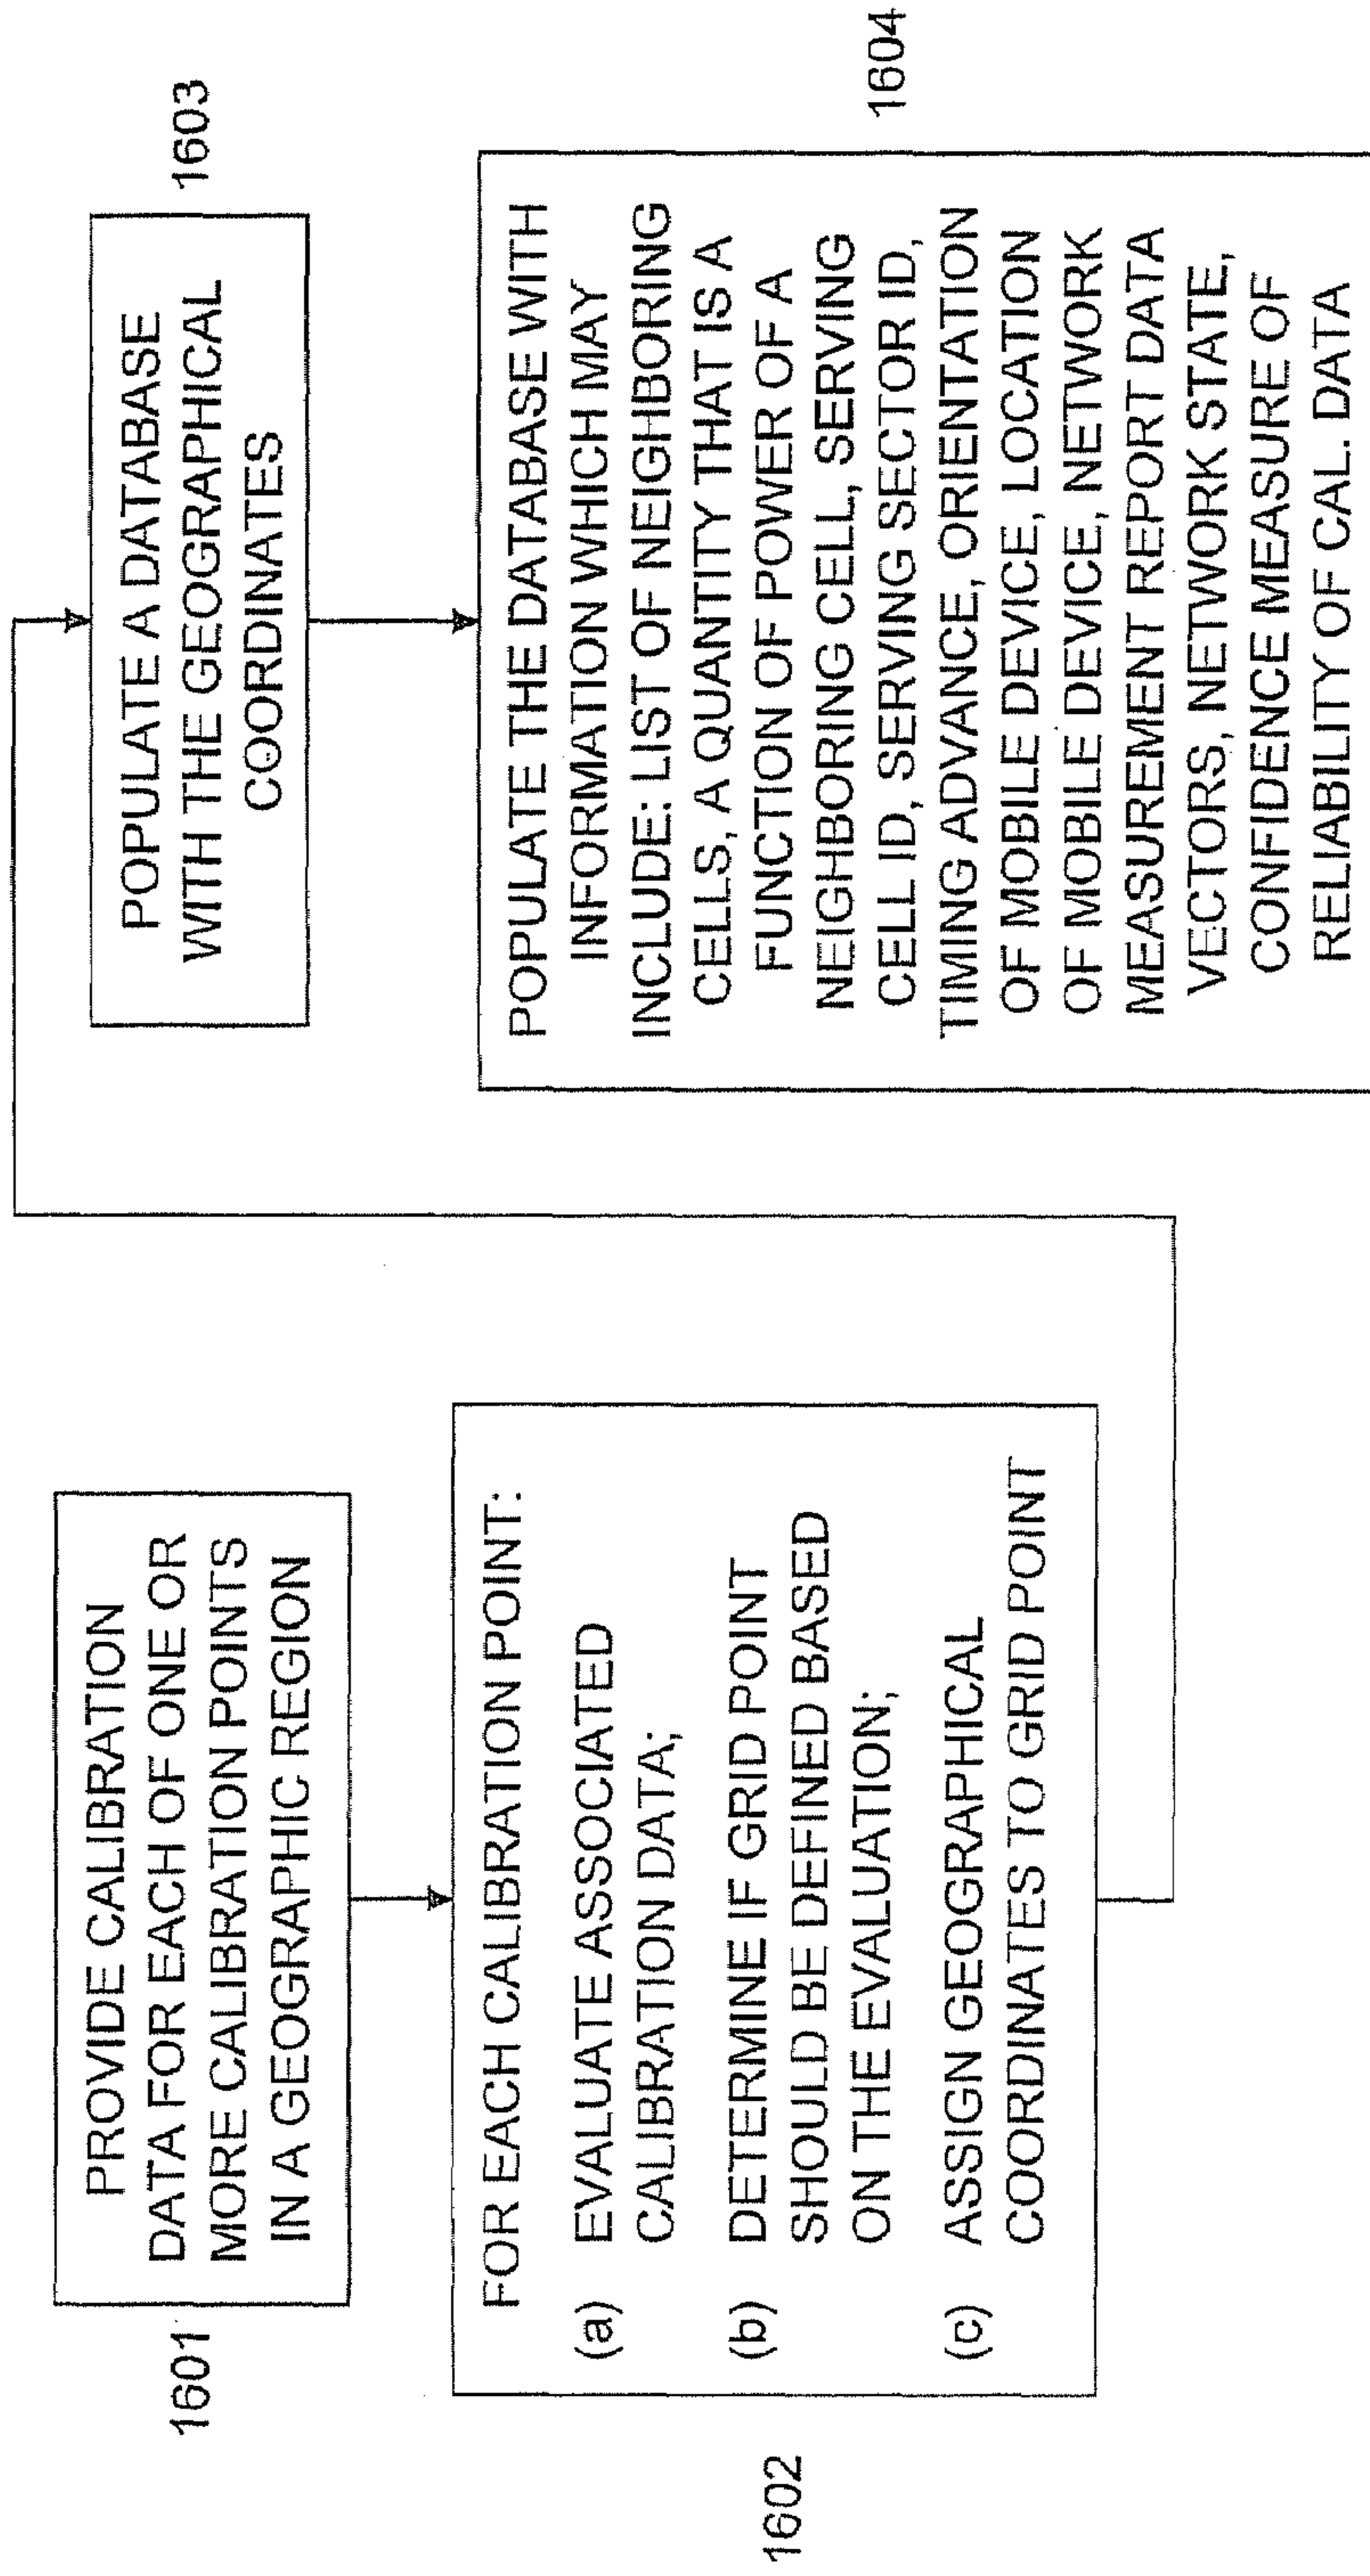 1601
PROVIDE CALIBRATION
DATA FOR EACH OF ONE OR
MORE CALIBRATION POINTS
IN A GEOGRAPHIC REGION
1602
FOR EACH CALIBRATION POINT:
(a) EVALUATE ASSOCIATED
CALIBRATION DATA;
(b) DETERMINE IF GRID POINT
SHOULD BE DEFINED BASED
ON THE EVALUATION;
(c) ASSIGN GEOGRAPHICAL
COORDINATES TO GRID POINT
1603
POPULATE A DATABASE
WITH THE GEOGRAPHICAL
COORDINATES
1604
POPULATE THE DATABASE WITH
INFORMATION WHICH MAY
INCLUDE: LIST OF NEIGHBORING
CELLS, A QUANTITY THAT IS A
FUNCTION OF POWER OF A
NEIGHBORING CELL, SERVING
CELL ID, SERVING SECTOR ID,
TIMING ADVANCE, ORIENTATION
OF MOBILE DEVICE, LOCATION
OF MOBILE DEVICE, NETWORK
MEASUREMENT REPORT DATA
VECTORS, NETWORK STATE,
CONFIDENCE MEASURE OF
RELIABILITY OF CAL. DATA